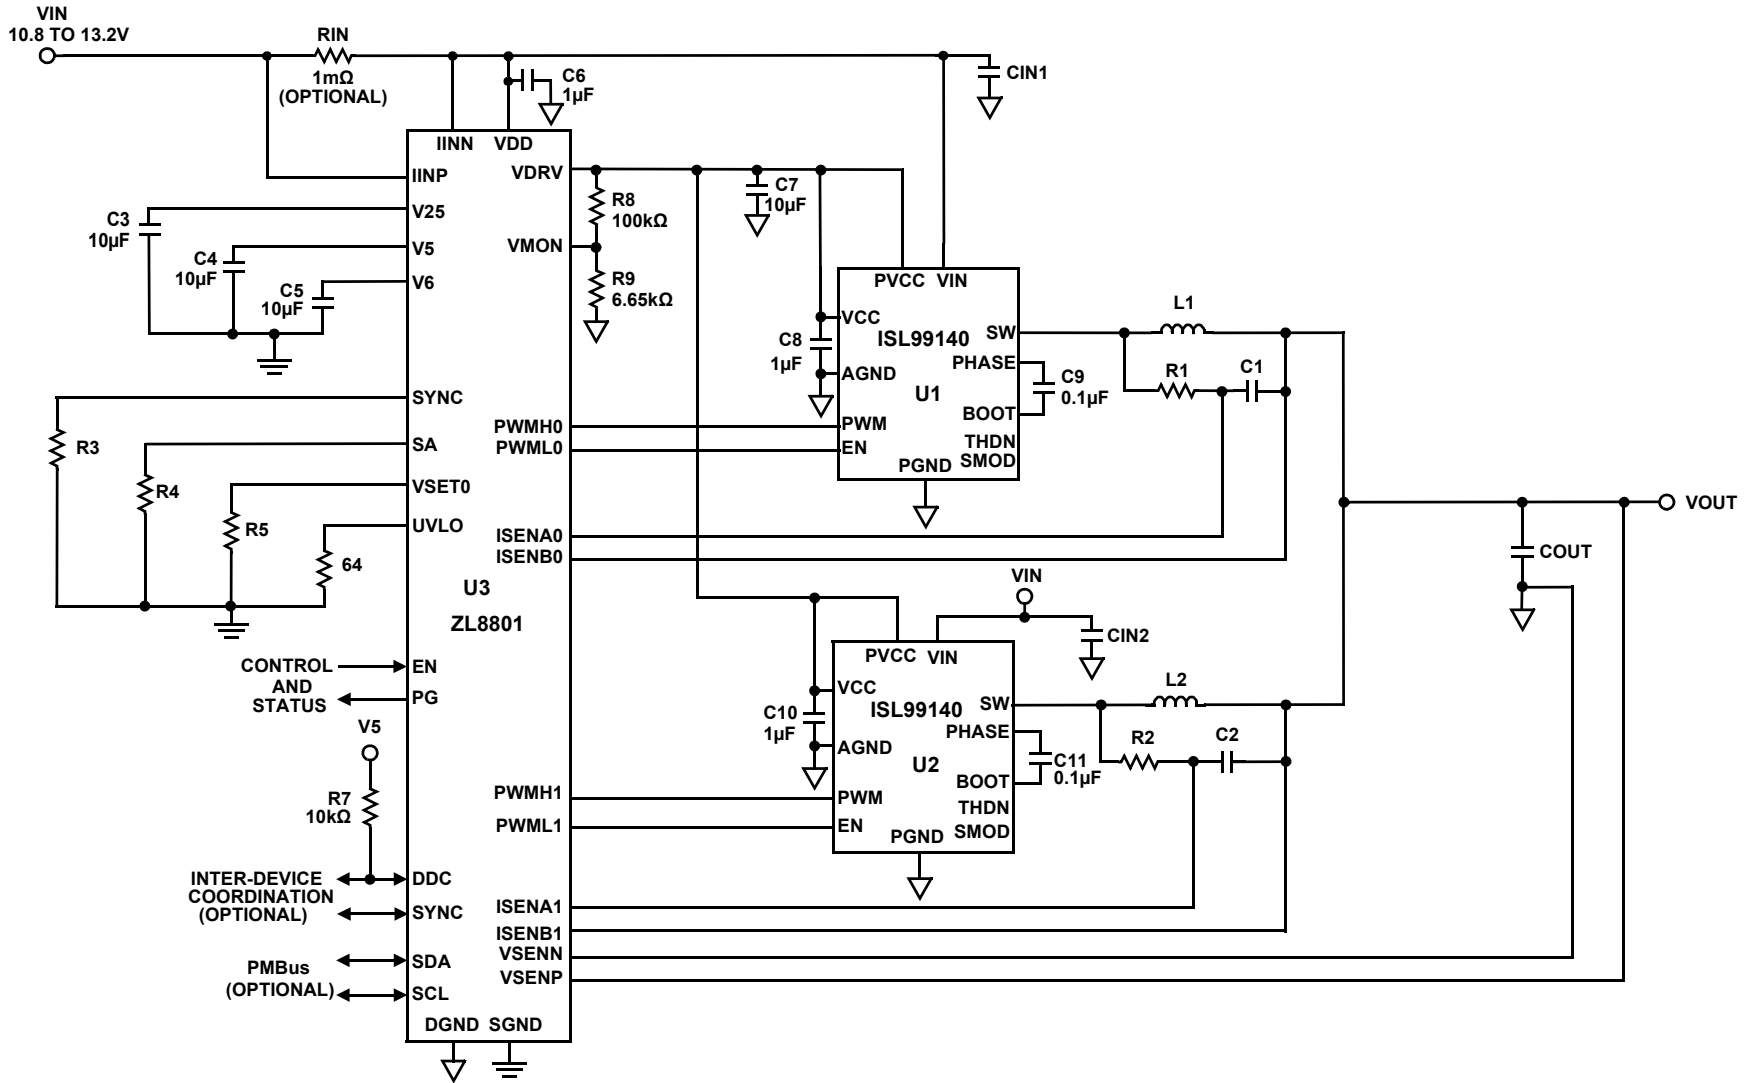 VIN
10.8 TO 13.2V
RIN
1mΩ
(OPTIONAL)
C6
1µF
CIN1
IINN
VDD
IINP
VDRV
V25
V5
VMON
V6
C3
10µF
C4
10µF
C5
10µF
R8
100kΩ
R9
6.65kΩ
C7
10µF
PVCC
VIN
VCC
ISL99140
SW
AGND
PHASE
U1
BOOT
PWM
EN
THDN
SMOD
PGND
C8
1µF
C9
0.1µF
L1
R1
C1
SYNC
SA
VSET0
UVLO
R3
R4
R5
64
PWMH0
PWML0
ISENA0
ISENB0
U3
ZL8801
VOUT
COUT
VIN
CIN2
PVCC
VIN
VCC
ISL99140
SW
AGND
PHASE
U2
BOOT
PWM
EN
THDN
SMOD
PGND
C10
1µF
C11
0.1µF
L2
R2
C2
CONTROL
AND
STATUS
EN
PG
V5
R7
10kΩ
PWMH1
PWML1
INTER-DEVICE
COORDINATION
(OPTIONAL)
DDC
SYNC
PMBus
(OPTIONAL)
SDA
SCL
ISENA1
ISENB1
VSENN
VSENP
DGND
SGND